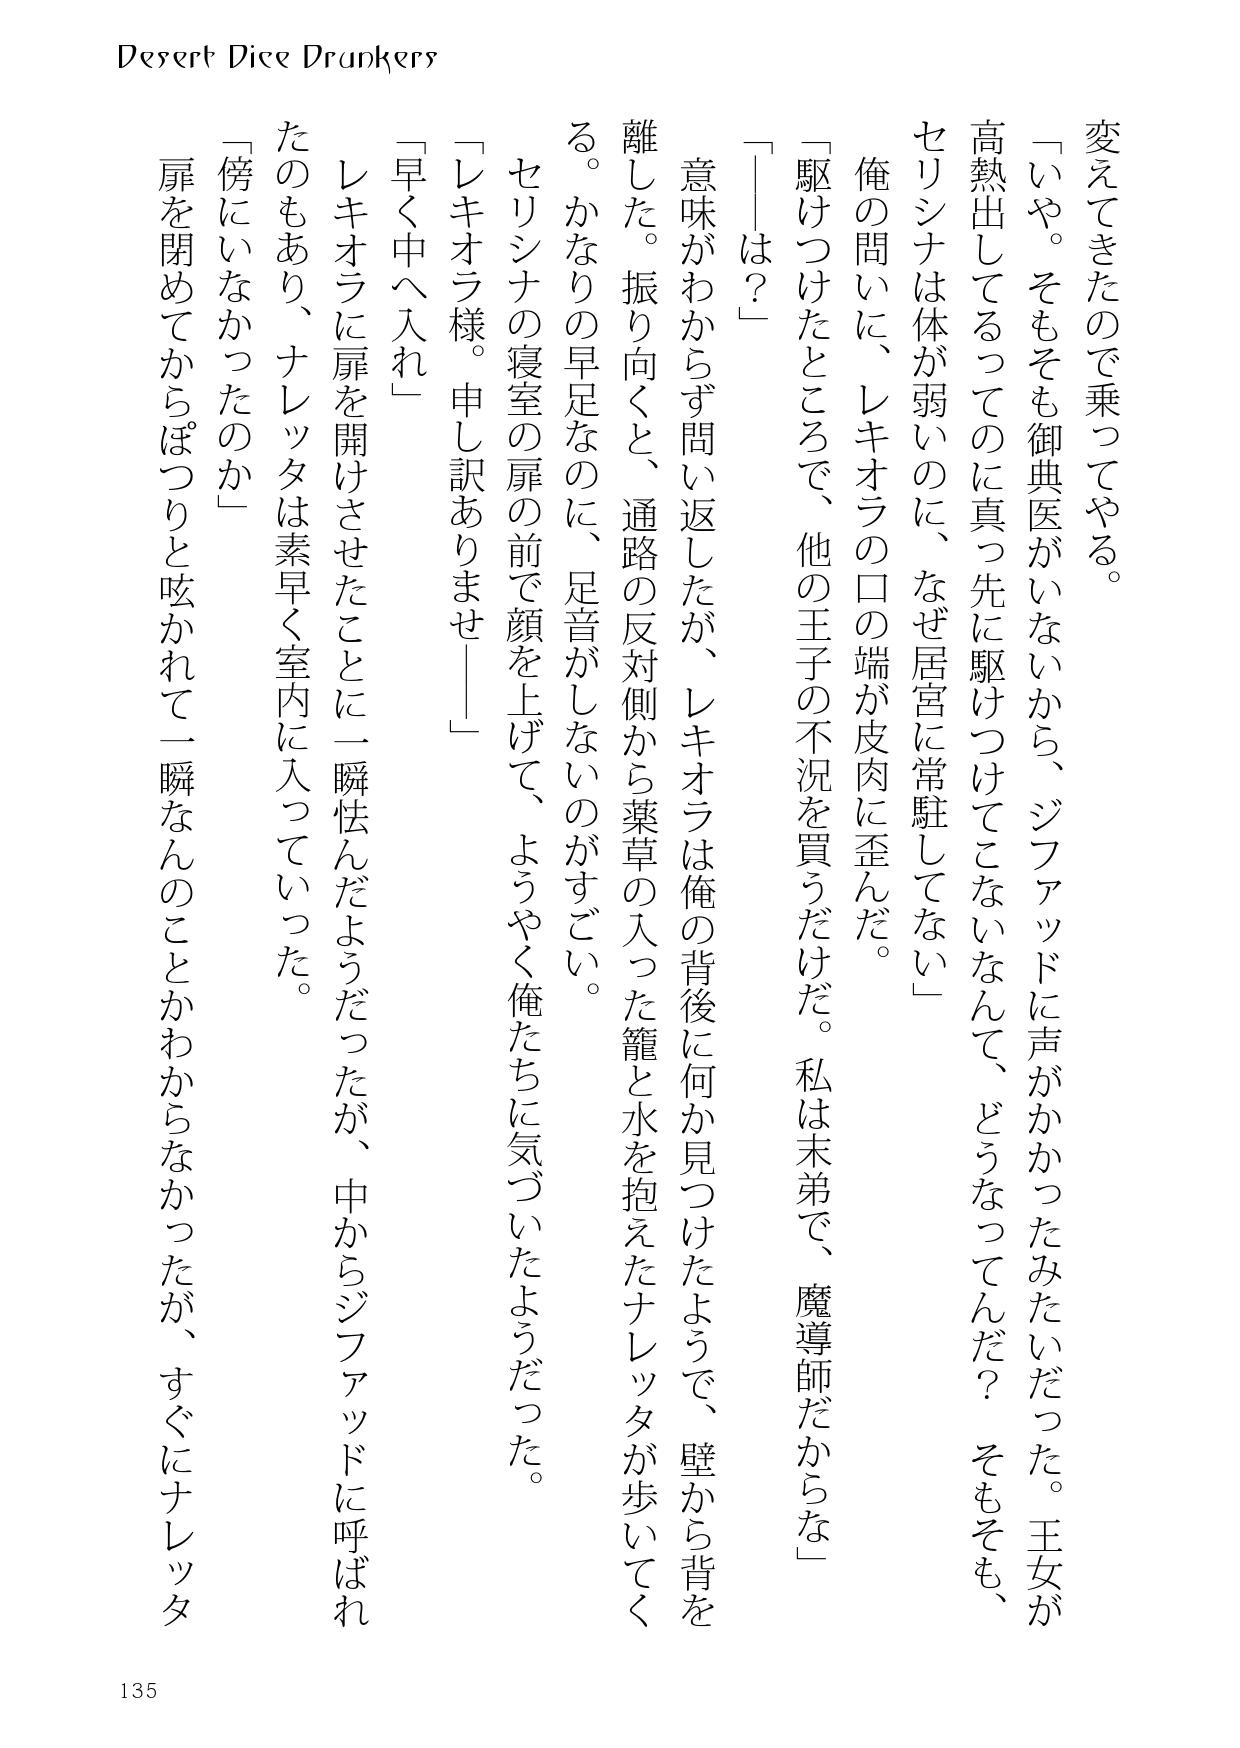 Desert Dice Drunkers
変えてきたので乗ってやる。
「いや。そもそも御典医がいないから、ジファッドに声がかかったみたいだった。王女が
高熱出してるってのに真っ先に駆けつけてこないなんて、どうなってんだ？　そもそも、
セリシナは体が弱いのに、なぜ居宮に常駐してない」
　俺の問いに、レキオラの口の端が皮肉に歪んだ。
「駆けつけたところで、他の王子の不況を買うだけだ。私は末弟で、魔導師だからな」
「――は？」
　意味がわからず問い返したが、レキオラは俺の背後に何か見つけたようで、壁から背を
離した。振り向くと、通路の反対側から薬草の入った籠と水を抱えたナレッタが歩いてく
る。かなりの早足なのに、足音がしないのがすごい。
　セリシナの寝室の扉の前で顔を上げて、ようやく俺たちに気づいたようだった。
「レキオラ様。申し訳ありませ――」
「早く中へ入れ」
　レキオラに扉を開けさせたことに一瞬怯んだようだったが、中からジファッドに呼ばれ
たのもあり、ナレッタは素早く室内に入っていった。
「傍にいなかったのか」
　扉を閉めてからぽつりと呟かれて一瞬なんのことかわからなかったが、すぐにナレッタ
135